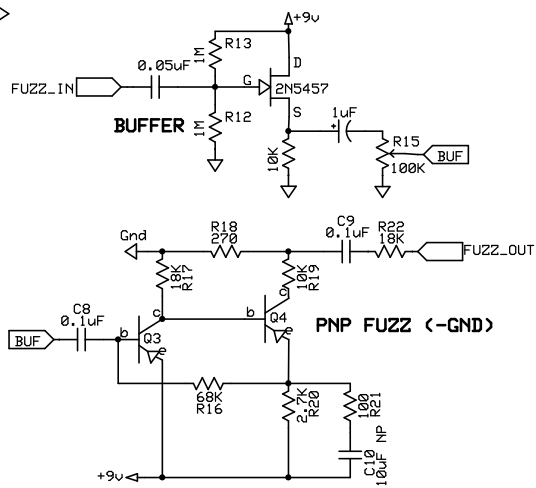 +9v
R13
1M
D
0.05uF
FUZZ_IN
G
2N5457
BUFFER
R12
1M
S
1uF
+
10K
R15
100K
BUF
Gnd
R18
270
C9
0.1uF
R22
18K
FUZZ_OUT
18K
R17
10K
R19
c
c
b
Q4
PNP FUZZ (-GND)
C8
0.1uF
BUF
b
Q3
e
e
68K
R16
2.7K
R20
100
R21
NP
C10
10uF
+9v